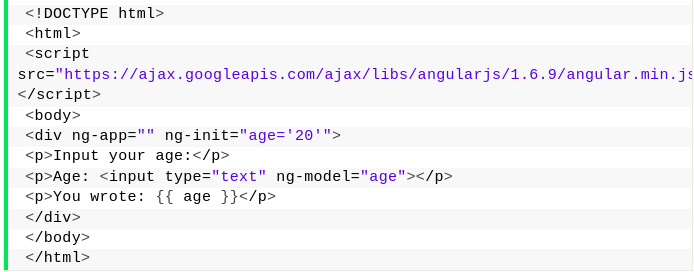 <!DOCTYPE html>
<html>
<script
src="https://ajax.googleapis.com/ajax/libs/angularjs/1.6.9/angular.min.js
</script>
<body>
<div ng-app="" ng-init="age='20'">
<p>Input your age:</p>
<p>Age: <input type="text" ng-model="age"></p>
<p>You wrote: {{ age }}</p>
</div>
</body>
</html>